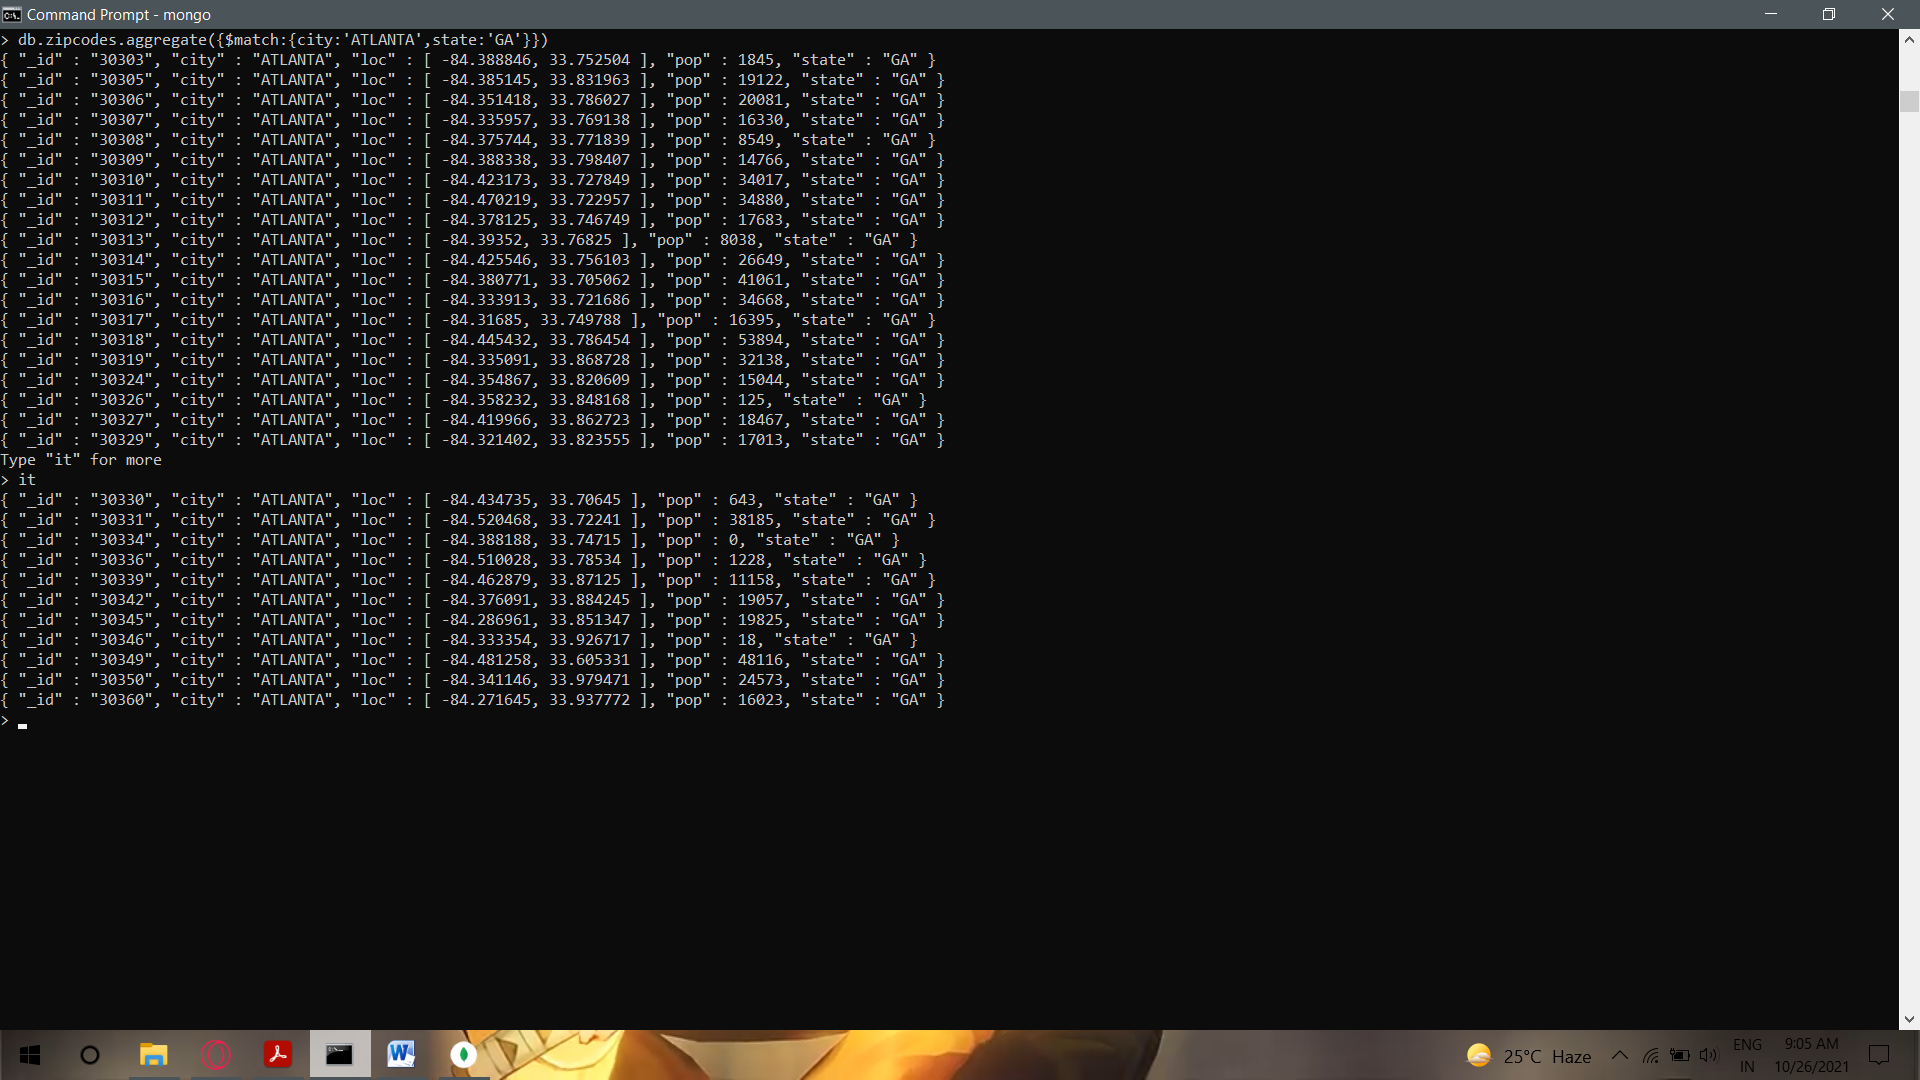 Command Prompt - mongo
> db.zipcodes.aggregate({$match:{city:'ATLANTA',state:'GA'}})
{ "_id" : "30303", "city" : "ATLANTA", "loc" : [ -84.388846, 33.752504 ], "pop" : 1845, "state" : "GA" }
{ "_id" : "30305", "city" : "ATLANTA", "loc" : [ -84.385145, 33.831963 ], "pop" : 19122, "state" : "GA" }
{ "_id" : "30306", "city" : "ATLANTA", "loc" : [ -84.351418, 33.786027 ], "pop" : 20081, "state" : "GA" }
{ "_id" : "30307", "city" : "ATLANTA", "loc" : [ -84.335957, 33.769138 ], "pop" : 16330, "state" : "GA" }
{ "_id" : "30308", "city" : "ATLANTA", "loc" : [ -84.375744, 33.771839 ], "pop" : 8549, "state" : "GA" }
{ "_id" : "30309", "city" : "ATLANTA", "loc" : [ -84.388338, 33.798407 ], "pop" : 14766, "state" : "GA" }
{ "_id" : "30310", "city" : "ATLANTA", "loc" : [ -84.423173, 33.727849 ], "pop" : 34017, "state" : "GA" }
{ "_id" : "30311", "city" : "ATLANTA", "loc" : [ -84.470219, 33.722957 ], "pop" : 34880, "state" : "GA" }
{ "_id" : "30312", "city" : "ATLANTA", "loc" : [ -84.378125, 33.746749 ], "pop" : 17683, "state" : "GA" }
{ "_id" : "30313", "city" : "ATLANTA", "loc" : [ -84.39352, 33.76825 ], "pop" : 8038, "state" : "GA" }
{ "_id" : "30314", "city" : "ATLANTA", "loc" : [ -84.425546, 33.756103 ], "pop" : 26649, "state" : "GA" }
{ "_id" : "30315", "city" : "ATLANTA", "loc" : [ -84.380771, 33.705062 ], "pop" : 41061, "state" : "GA" }
{ "_id" : "30316", "city" : "ATLANTA", "loc" : [ -84.333913, 33.721686 ], "pop" : 34668, "state" : "GA" }
{ "_id" : "30317", "city" : "ATLANTA", "loc" : [ -84.31685, 33.749788 ], "pop" : 16395, "state" : "GA" }
{ "_id" : "30318", "city" : "ATLANTA", "loc" : [ -84.445432, 33.786454 ], "pop" : 53894, "state" : "GA" }
{ "_id" : "30319", "city" : "ATLANTA", "loc" : [ -84.335091, 33.868728 ], "pop" : 32138, "state" : "GA" }
{ "_id" : "30324", "city" : "ATLANTA", "loc" : [ -84.354867, 33.820609 ], "pop" : 15044, "state" : "GA" }
{ "_id" : "30326", "city" : "ATLANTA", "loc" : [ -84.358232, 33.848168 ], "pop" : 125, "state" : "GA" }
{ "_id" : "30327", "city" : "ATLANTA", "loc" : [ -84.419966, 33.862723 ], "pop" : 18467, "state" : "GA" }
{ "_id" : "30329", "city" : "ATLANTA", "loc" : [ -84.321402, 33.823555 ], "pop" : 17013, "state" : "GA" }
Type "it" for more
> it
{ "_id" : "30330", "city" : "ATLANTA", "loc" : [ -84.434735, 33.70645 ], "pop" : 643, "state" : "GA" }
{ "_id" : "30331", "city" : "ATLANTA", "loc" : [ -84.520468, 33.72241 ], "pop" : 38185, "state" : "GA" }
{ "_id" : "30334", "city" : "ATLANTA", "loc" : [ -84.388188, 33.74715 ], "pop" : 0, "state" : "GA" }
{ "_id" : "30336", "city" : "ATLANTA", "loc" : [ -84.510028, 33.78534 ], "pop" : 1228, "state" : "GA" }
{ "_id" : "30339", "city" : "ATLANTA", "loc" : [ -84.462879, 33.87125 ], "pop" : 11158, "state" : "GA" }
{ "_id" : "30342", "city" : "ATLANTA", "loc" : [ -84.376091, 33.884245 ], "pop" : 19057, "state" : "GA" }
{ "_id" : "30345", "city" : "ATLANTA", "loc" : [ -84.286961, 33.851347 ], "pop" : 19825, "state" : "GA" }
{ "_id" : "30346", "city" : "ATLANTA", "loc" : [ -84.333354, 33.926717 ], "pop" : 18, "state" : "GA" }
{ "_id" : "30349", "city" : "ATLANTA", "loc" : [ -84.481258, 33.605331 ], "pop" : 48116, "state" : "GA" }
{ "_id" : "30350", "city" : "ATLANTA", "loc" : [ -84.341146, 33.979471 ], "pop" : 24573, "state" : "GA" }
{ "_id" : "30360", "city" : "ATLANTA", "loc" : [ -84.271645, 33.937772 ], "pop" : 16023, "state" : "GA" }
>
25°C Haze
ENG
IN
9:05 AM
10/26/2021